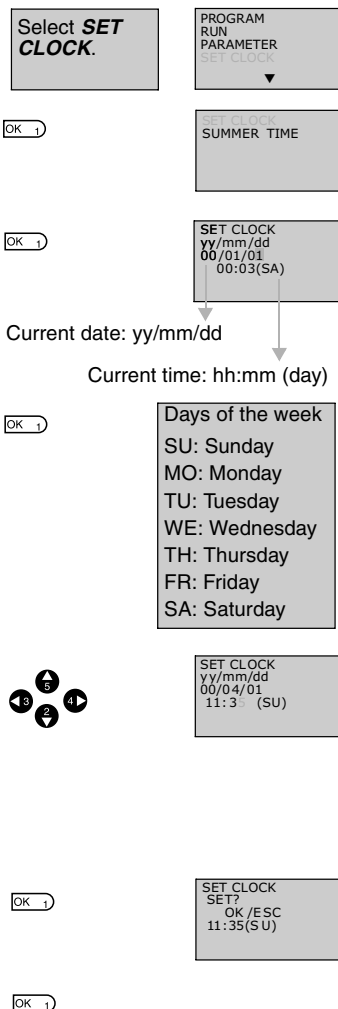 Select SET
CLOCK.
PROGRAM
RUN
PARAMETER
SET CLOCK
OK 1
SET CLOCK
SUMMER TIME
OK 1
SET CLOCK
yy/mm/dd
00/01/01
00:03(SA)
Current date: yy/mm/dd
Current time: hh:mm (day)
OK 1
Days of the week
SU: Sunday
MO: Monday
TU: Tuesday
WE: Wednesday
TH: Thursday
FR: Friday
SA: Saturday
5
3
4
2
SET CLOCK
yy/mm/dd
00/04/01
11:35 (SU)
OK 1
SET CLOCK
SET?
OK/ESC
11:35(SU)
OK 1